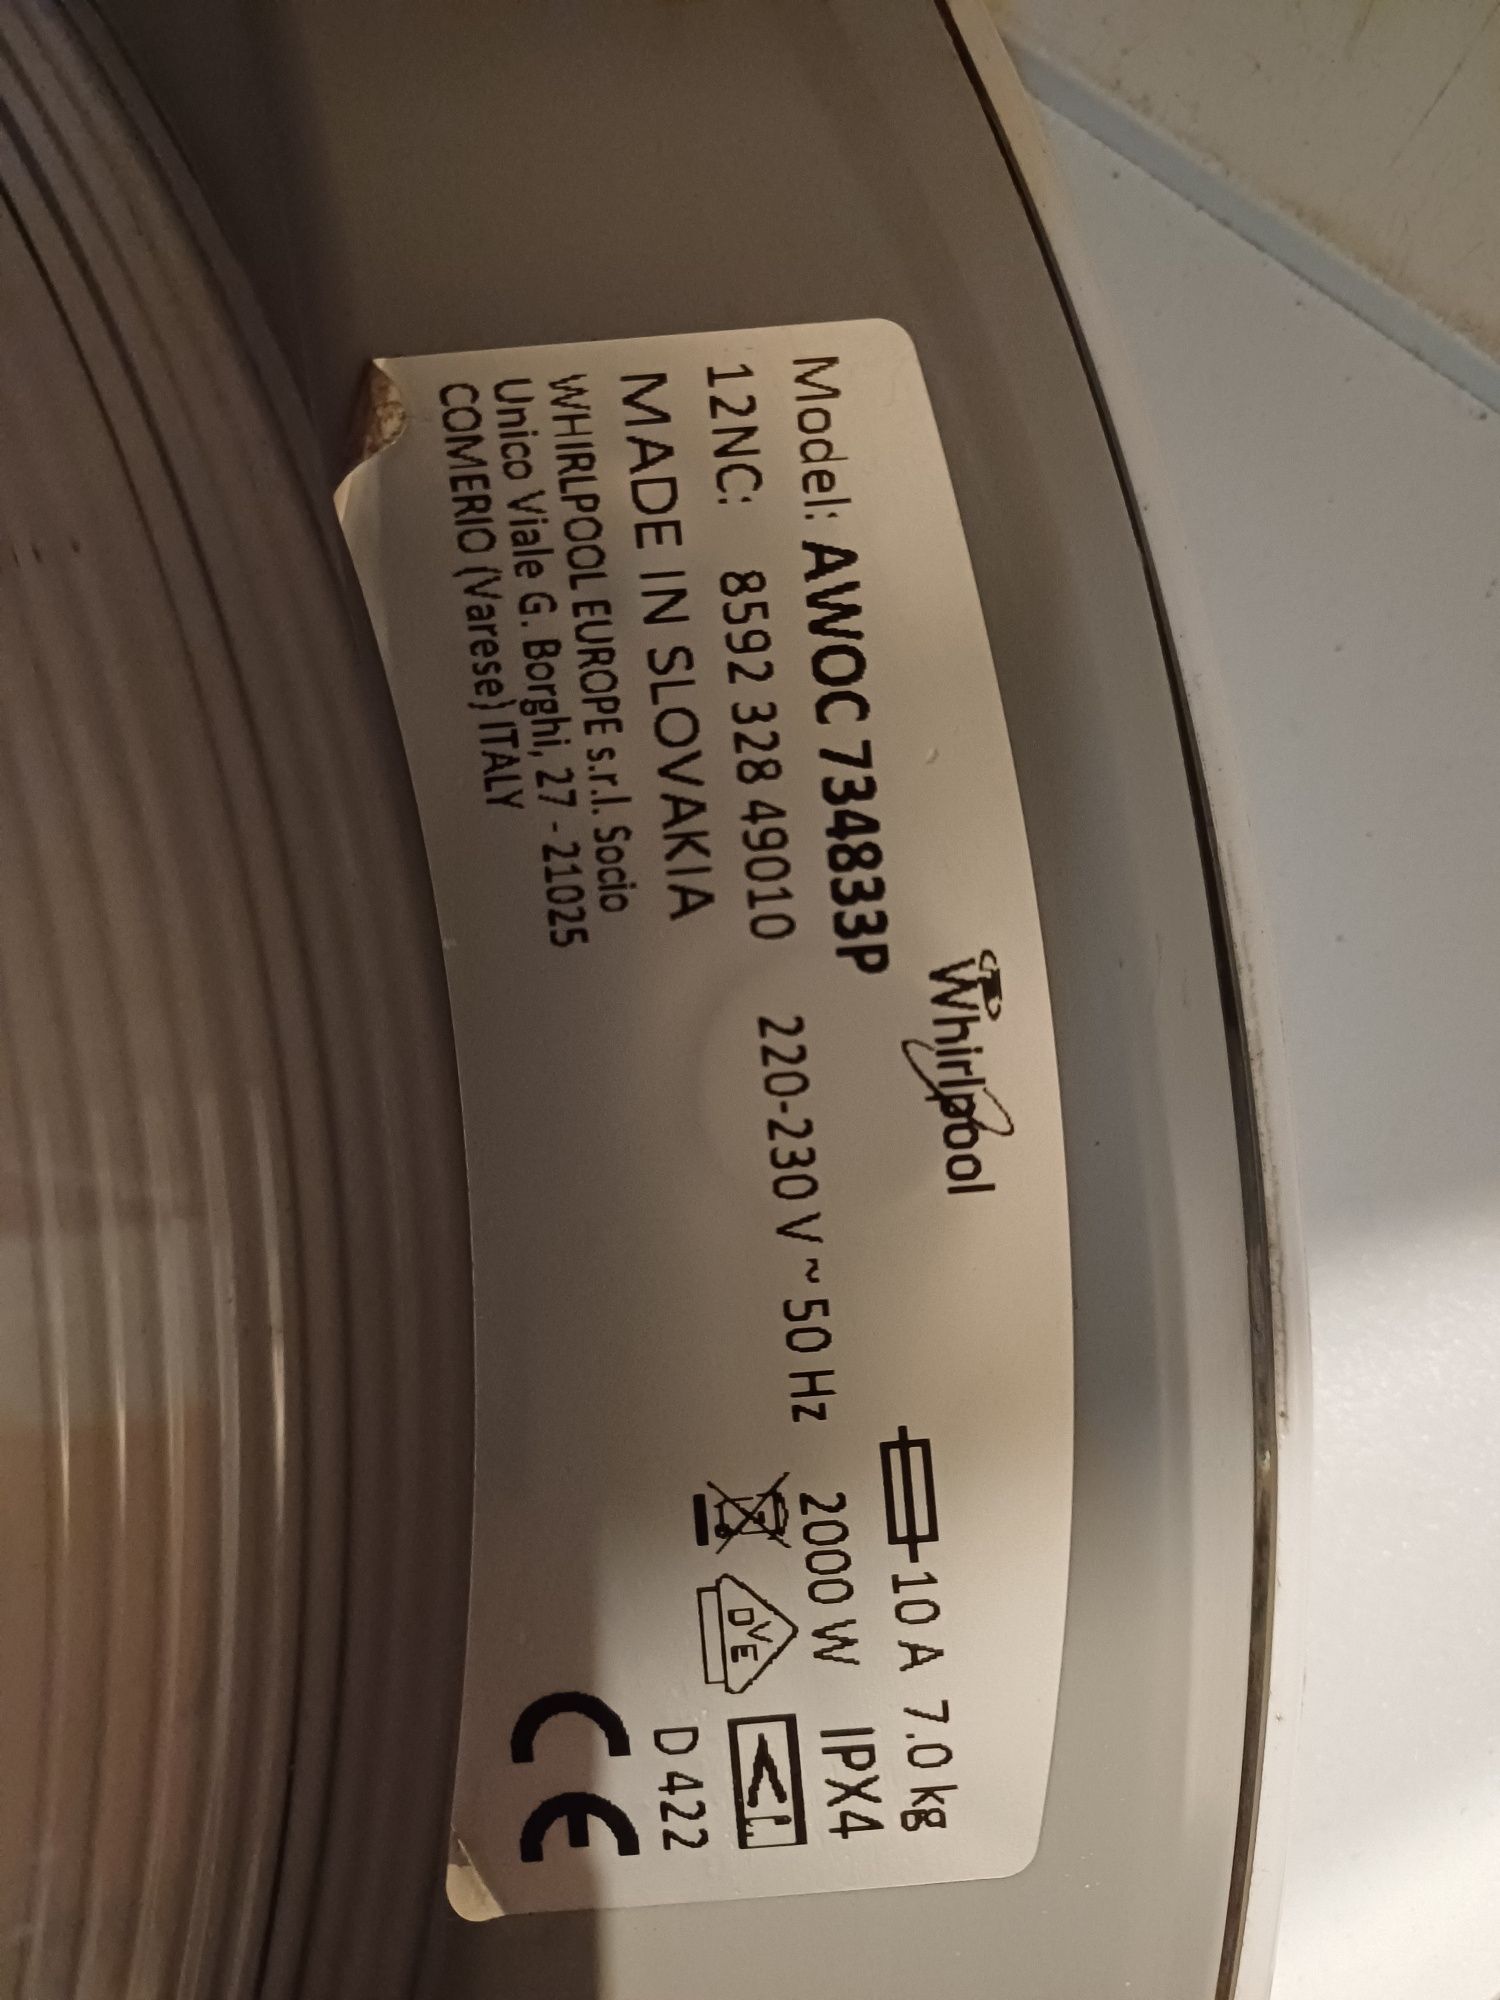 Whirlpool
Model: AWOC 734833P
12NC: 8592 328 49010
MADE IN SLOVAKIA
WHIRLPOOL EUROPE s.r.l. Socio
Unico Viale G. Borghi, 27 - 21025
COMERIO (Varese) ITALY
220-230 V ~ 50 Hz
10 A 7.0 kg
2000 W IPX4
DVE
D 422
CE